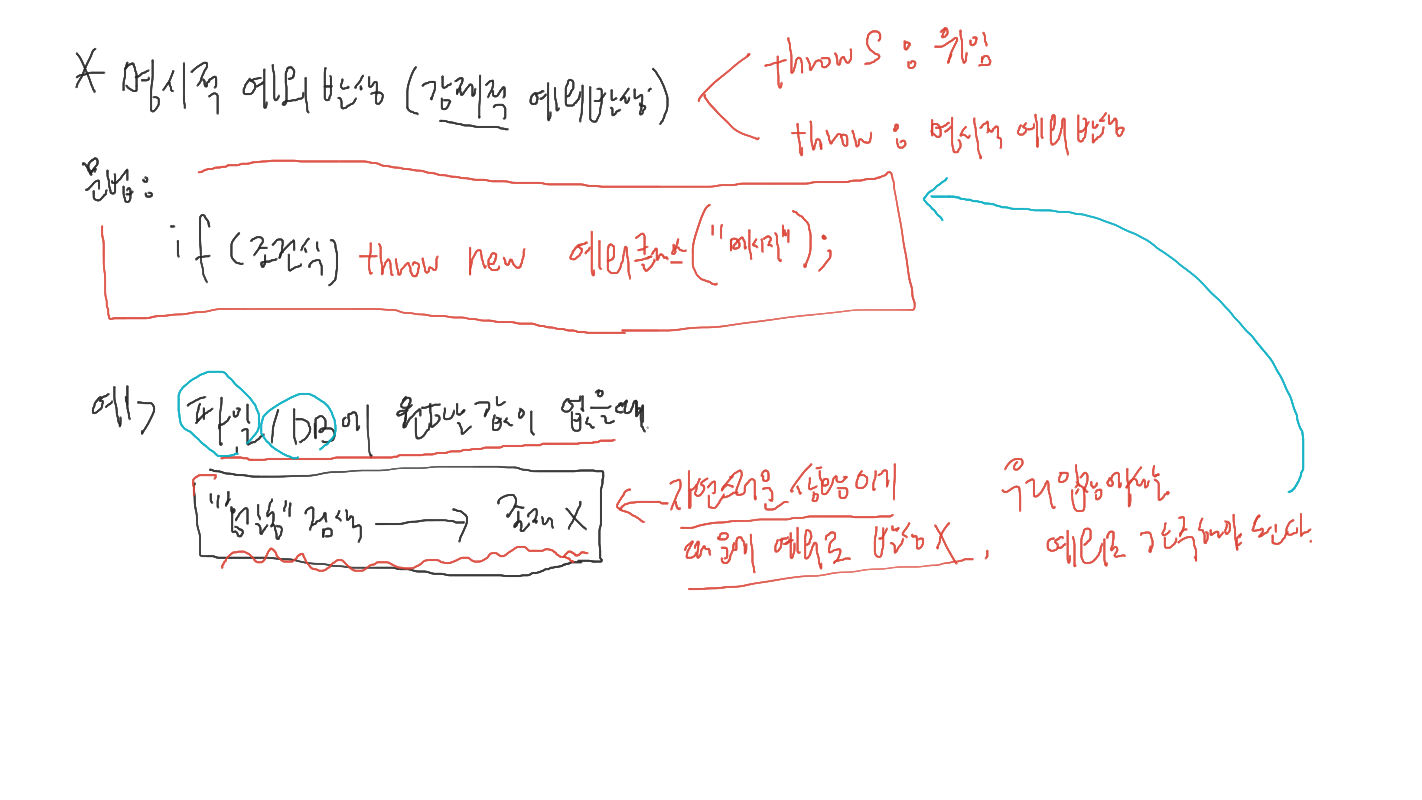 * 명시적 예외발생 (강제적 예외발생)
throws : 위임
throw : 명시적 예외발생
문법:
if (조건식) throw new 예외클래스("메시지");
예> 파일/DB에 원하는 값이 없을때
"홍길동" 검색 → 존재 X
← 자연스러운 상황이기
때문에 예외로 발생 X ,
우리 입장에서는
예외로 간주해야 된다.